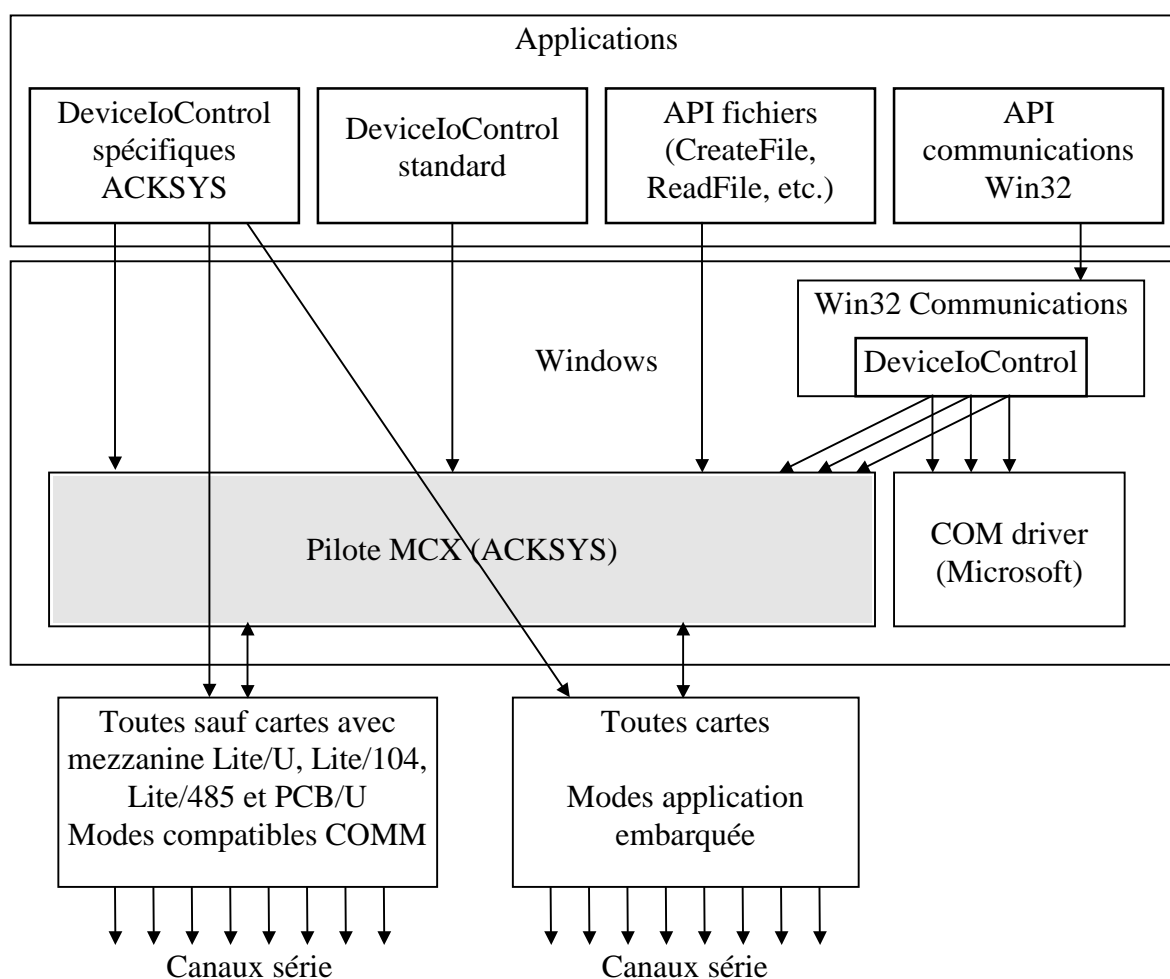 Applications
DeviceIoControl
spécifiques
ACKSYS
DeviceIoControl
standard
API fichiers
(CreateFile,
ReadFile, etc.)
API
communications
Win32
Win32 Communications
DeviceIoControl
Windows
Pilote MCX (ACKSYS)
COM driver
(Microsoft)
Toutes sauf cartes avec
mezzanine Lite/U, Lite/104,
Lite/485 et PCB/U
Modes compatibles COMM
Toutes cartes
Modes application
embarquée
Canaux série
Canaux série